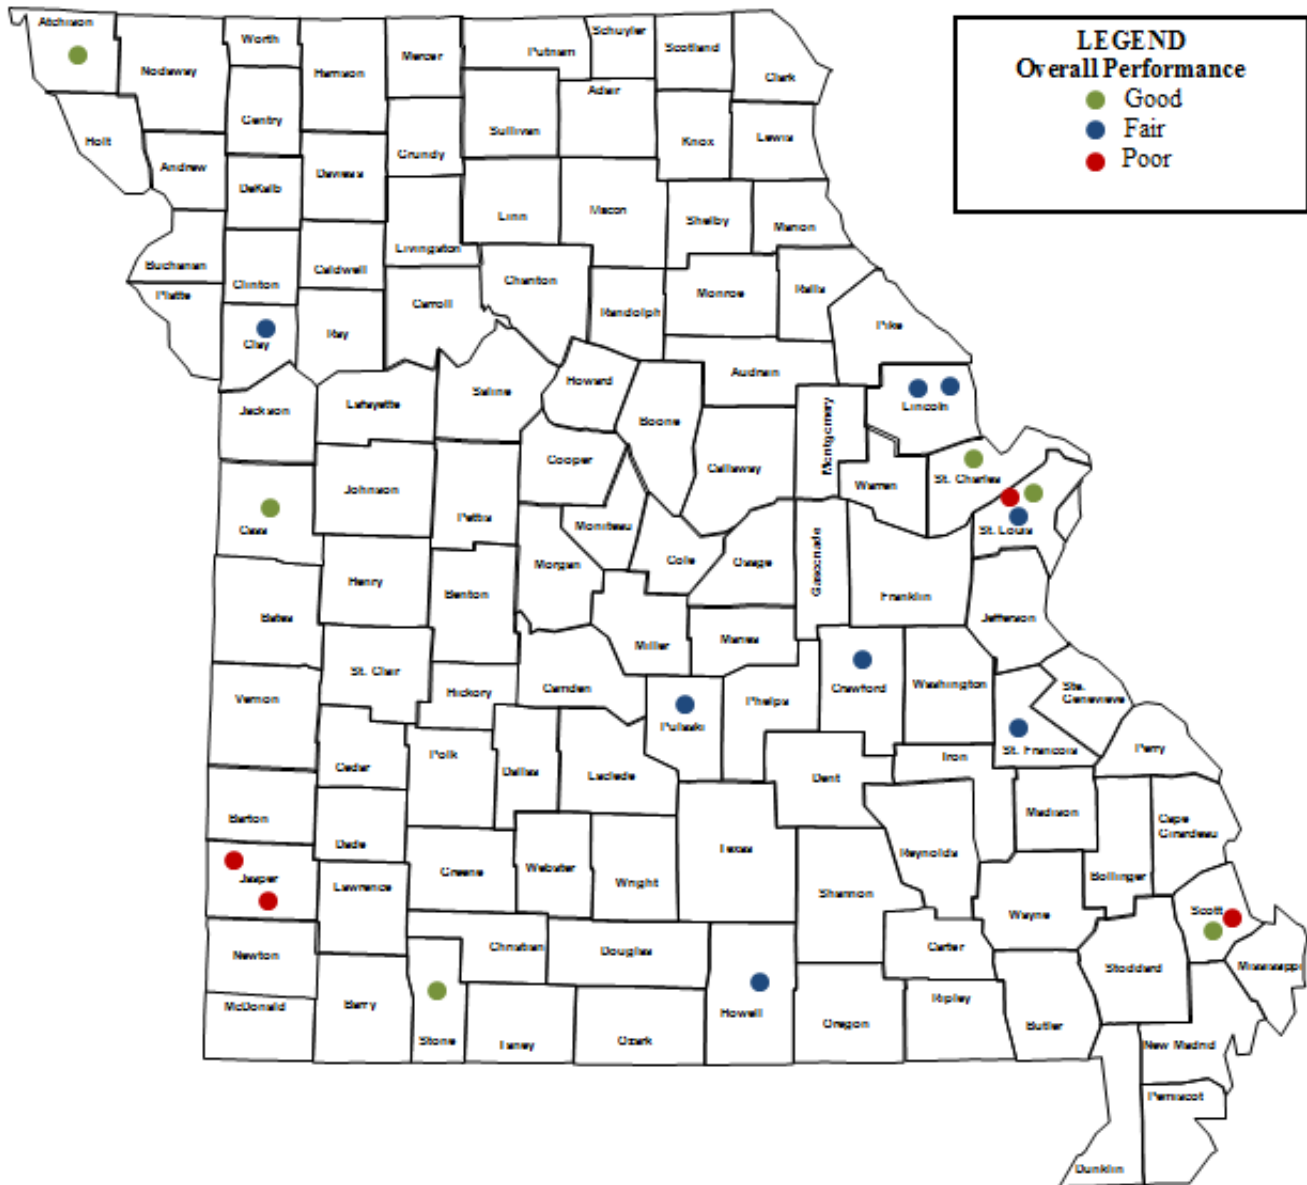 Atchison
Nodaway
Worth
Harrison
Mercer
Putnam
Schuyler
Scotland
Clark
LEGEND
Overall Performance
Good
Fair
Poor
Holt
Andrew
Gentry
DeKalb
Daviess
Grundy
Sullivan
Adair
Knox
Lewis
Buchanan
Clinton
Caldwell
Livingston
Linn
Macon
Shelby
Marion
Platte
Clay
Ray
Carroll
Chariton
Randolph
Monroe
Ralls
Pike
Jackson
Lafayette
Saline
Howard
Boone
Audrain
Montgomery
Lincoln
Cass
Johnson
Pettis
Cooper
Moniteau
Callaway
Warren
St. Charles
St. Louis
Bates
Henry
Benton
Morgan
Cole
Osage
Gasconade
Franklin
Jefferson
Vernon
St. Clair
Hickory
Camden
Miller
Maries
Phelps
Crawford
Washington
Ste.
Genevieve
Pulaski
St. Francois
Perry
Cedar
Polk
Dallas
Laclede
Dent
Iron
Madison
Cape
Girardeau
Barton
Dade
Greene
Webster
Wright
Texas
Shannon
Reynolds
Bollinger
Jasper
Lawrence
Wayne
Scott
Newton
Christian
Douglas
Carter
Stoddard
Mississippi
McDonald
Barry
Stone
Taney
Ozark
Howell
Oregon
Ripley
Butler
New Madrid
Pemiscot
Dunklin